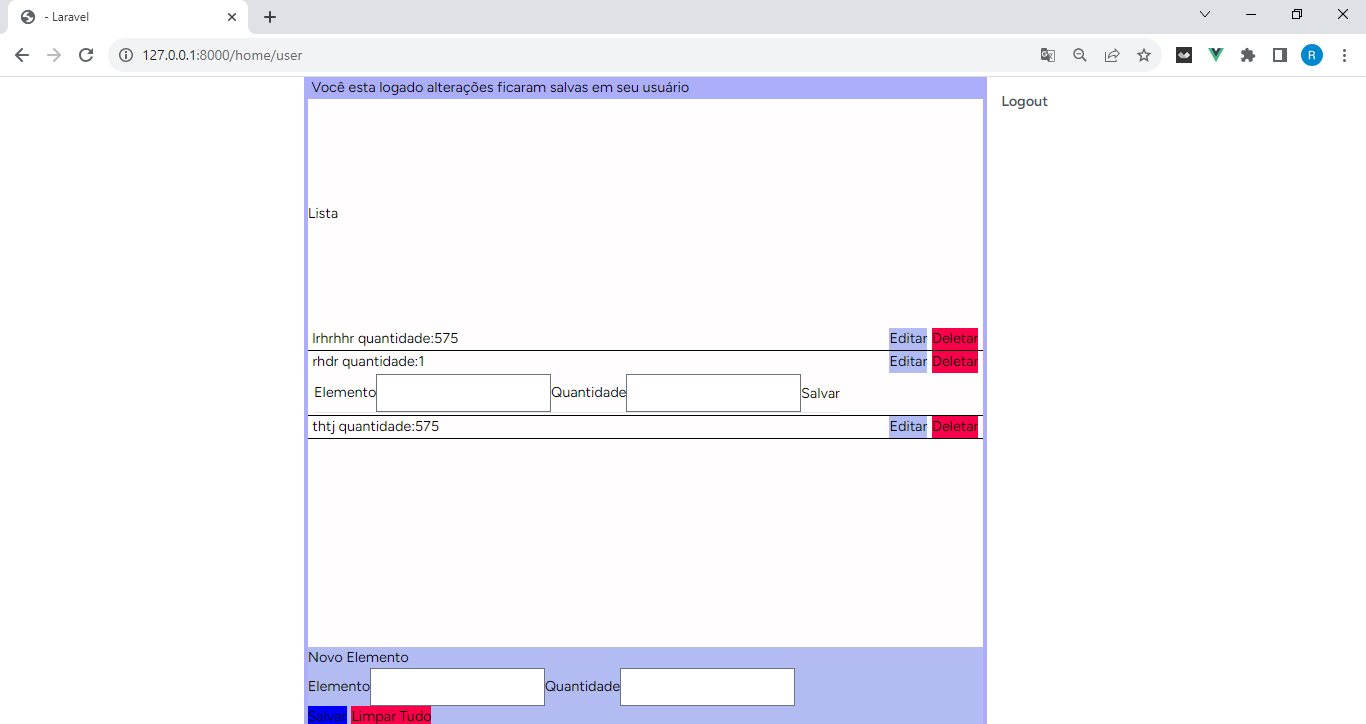 - Laravel
127.0.0.1:8000/home/user
R
Você esta logado alterações ficaram salvas em seu usuário
Logout
Lista
lrhrhhr quantidade:575 Editar Deletar
rhdr quantidade:1 Editar Deletar
Elemento Quantidade Salvar
thtj quantidade:575 Editar Deletar
Novo Elemento
Elemento Quantidade
Salvar Limpar Tudo